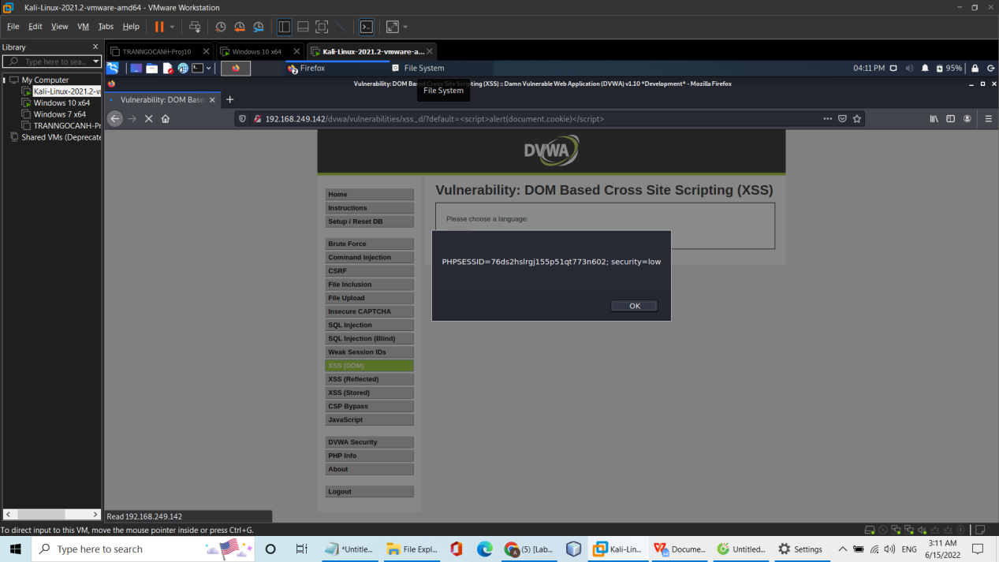 Kali-Linux-2021.2-vmware-amd64 - VMware Workstation
File Edit View VM Tabs Help
Library
Type here to sea...
My Computer
Kali-Linux-2021.2-v
Windows 10 x64
Windows 7 x64
TRANNGOCANH-Pr
Shared VMs (Deprecate
TRANNGOCANH-Proj10
Windows 10 x64
Kali-Linux-2021.2-vmware-a...
Firefox
File System
04:11 PM
95%
Vulnerability: DOM Based Cross Site Scripting (XSS) :: Damn Vulnerable Web Application (DVWA) v1.10 *Development* - Mozilla Firefox
File System
Vulnerability: DOM Base
192.168.249.142/dvwa/vulnerabilities/xss_d/?default=<script>alert(document.cookie)</script>
DVWA
Home
Instructions
Setup / Reset DB
Brute Force
Command Injection
CSRF
File Inclusion
File Upload
Insecure CAPTCHA
SQL Injection
SQL Injection (Blind)
Weak Session IDs
XSS (DOM)
XSS (Reflected)
XSS (Stored)
CSP Bypass
JavaScript
DVWA Security
PHP Info
About
Logout
Vulnerability: DOM Based Cross Site Scripting (XSS)
Please choose a language:
PHPSESSID=76ds2hslrgj155p51qt773n602; security=low
OK
Read 192.168.249.142
To direct input to this VM, move the mouse pointer inside or press Ctrl+G.
Type here to search
*Untitle...
File Expl...
(5) [Lab...
Kali-Lin...
Docume...
Untitled...
Settings
ENG
3:11 AM
6/15/2022